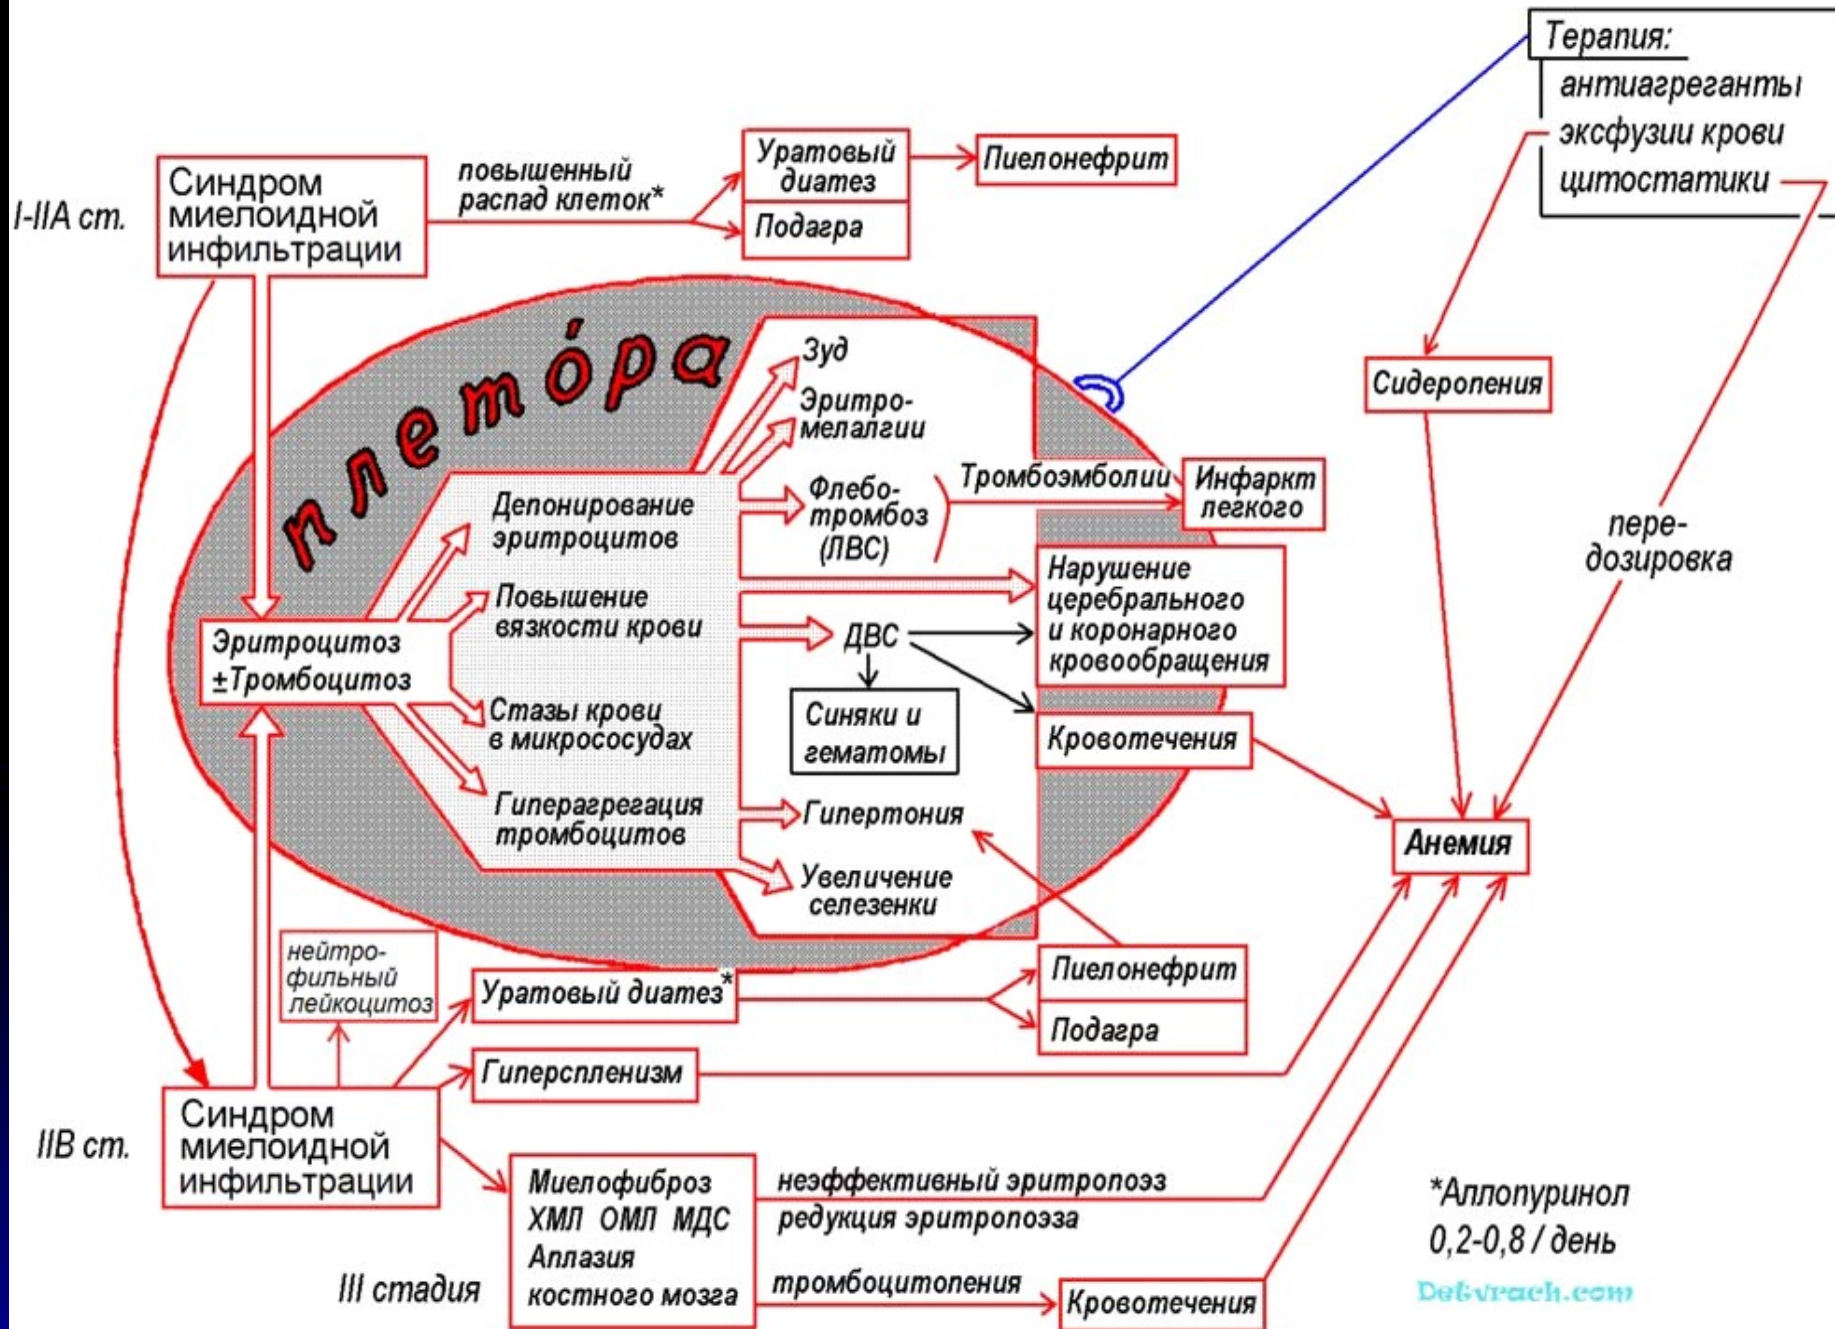 Терапия:
антиагреганты
эксфузии крови
цитостатики
I-IIA ст.
Синдром
миелоидной
инфильтрации
повышенный
распад клеток*
Уратовый
диатез
Подагра
Пиелонефрит
плето́ра
Зуд
Эритро-
мелалгии
Флебо-
тромбоз
(ЛВС)
Тромбоэмболии
Инфаркт
легкого
Сидеропения
пере-
дозировка
Депонирование
эритроцитов
Повышение
вязкости крови
Эритроцитоз
±Тромбоцитоз
Стазы крови
в микрососудах
Гиперагрегация
тромбоцитов
Нарушение
церебрального
и коронарного
кровообращения
ДВС
Синяки и
гематомы
Кровотечения
Гипертония
Увеличение
селезенки
Анемия
нейтро-
фильный
лейкоцитоз
Уратовый диатез*
Пиелонефрит
Подагра
Гиперспленизм
IIB ст.
Синдром
миелоидной
инфильтрации
Миелофиброз
ХМЛ ОМЛ МДС
Аплазия
костного мозга
неэффективный эритропоэз
редукция эритропоэза
III стадия
тромбоцитопения
Кровотечения
*Аллопуринол
0,2-0,8 / день
Detvrach.com